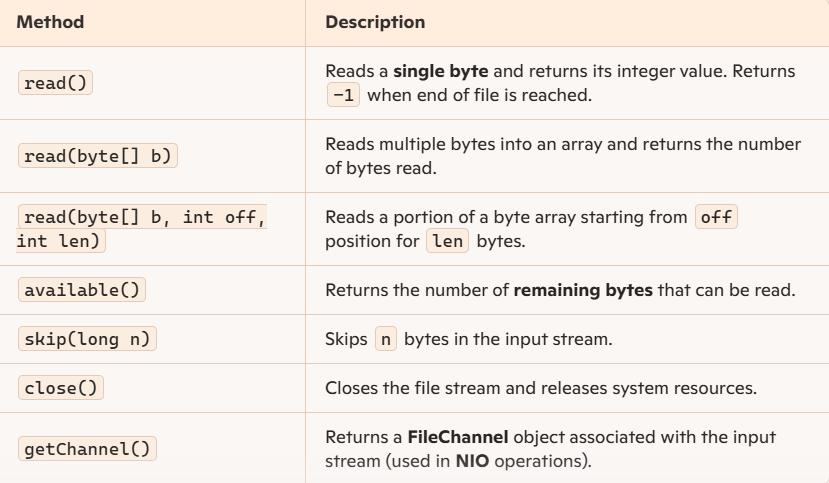 Method Description
read() Reads a single byte and returns its integer value. Returns
-1 when end of file is reached.
read(byte[] b) Reads multiple bytes into an array and returns the number
of bytes read.
read(byte[] b, int off, Reads a portion of a byte array starting from off
int len) position for len bytes.
available() Returns the number of remaining bytes that can be read.
skip(long n) Skips n bytes in the input stream.
close() Closes the file stream and releases system resources.
getChannel() Returns a FileChannel object associated with the input
stream (used in NIO operations).